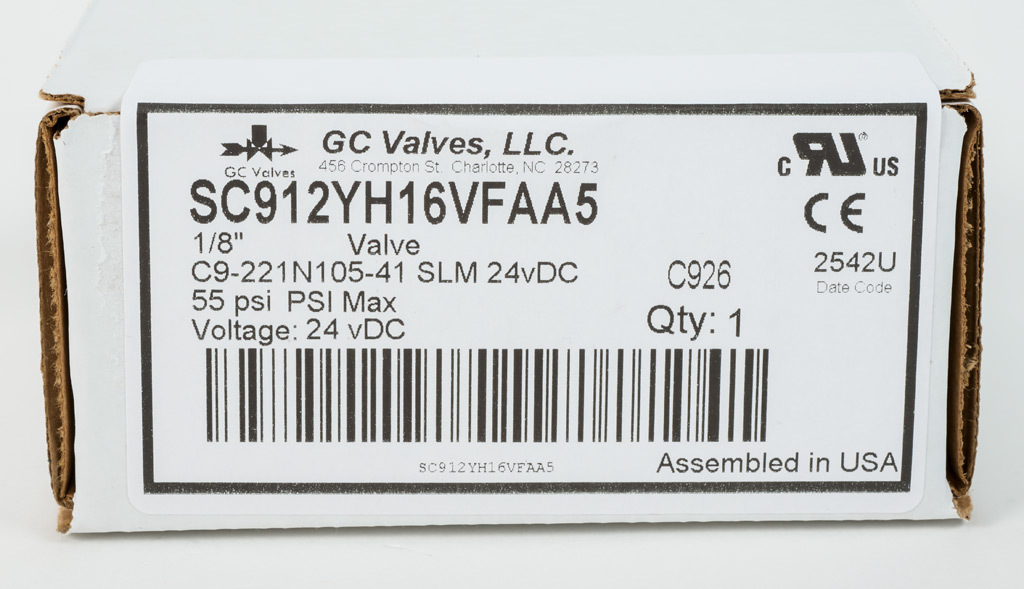 GC Valves, LLC.
456 Crompton St. Charlotte, NC 28273
GC Valves
SC912YH16VFAA5
1/8" Valve
C9-221N105-41 SLM 24vDC
55 psi PSI Max
Voltage: 24 vDC
C926
Qty: 1
C RU® US
CE
2542U
Date Code
SC912YH16VFAA5
Assembled in USA